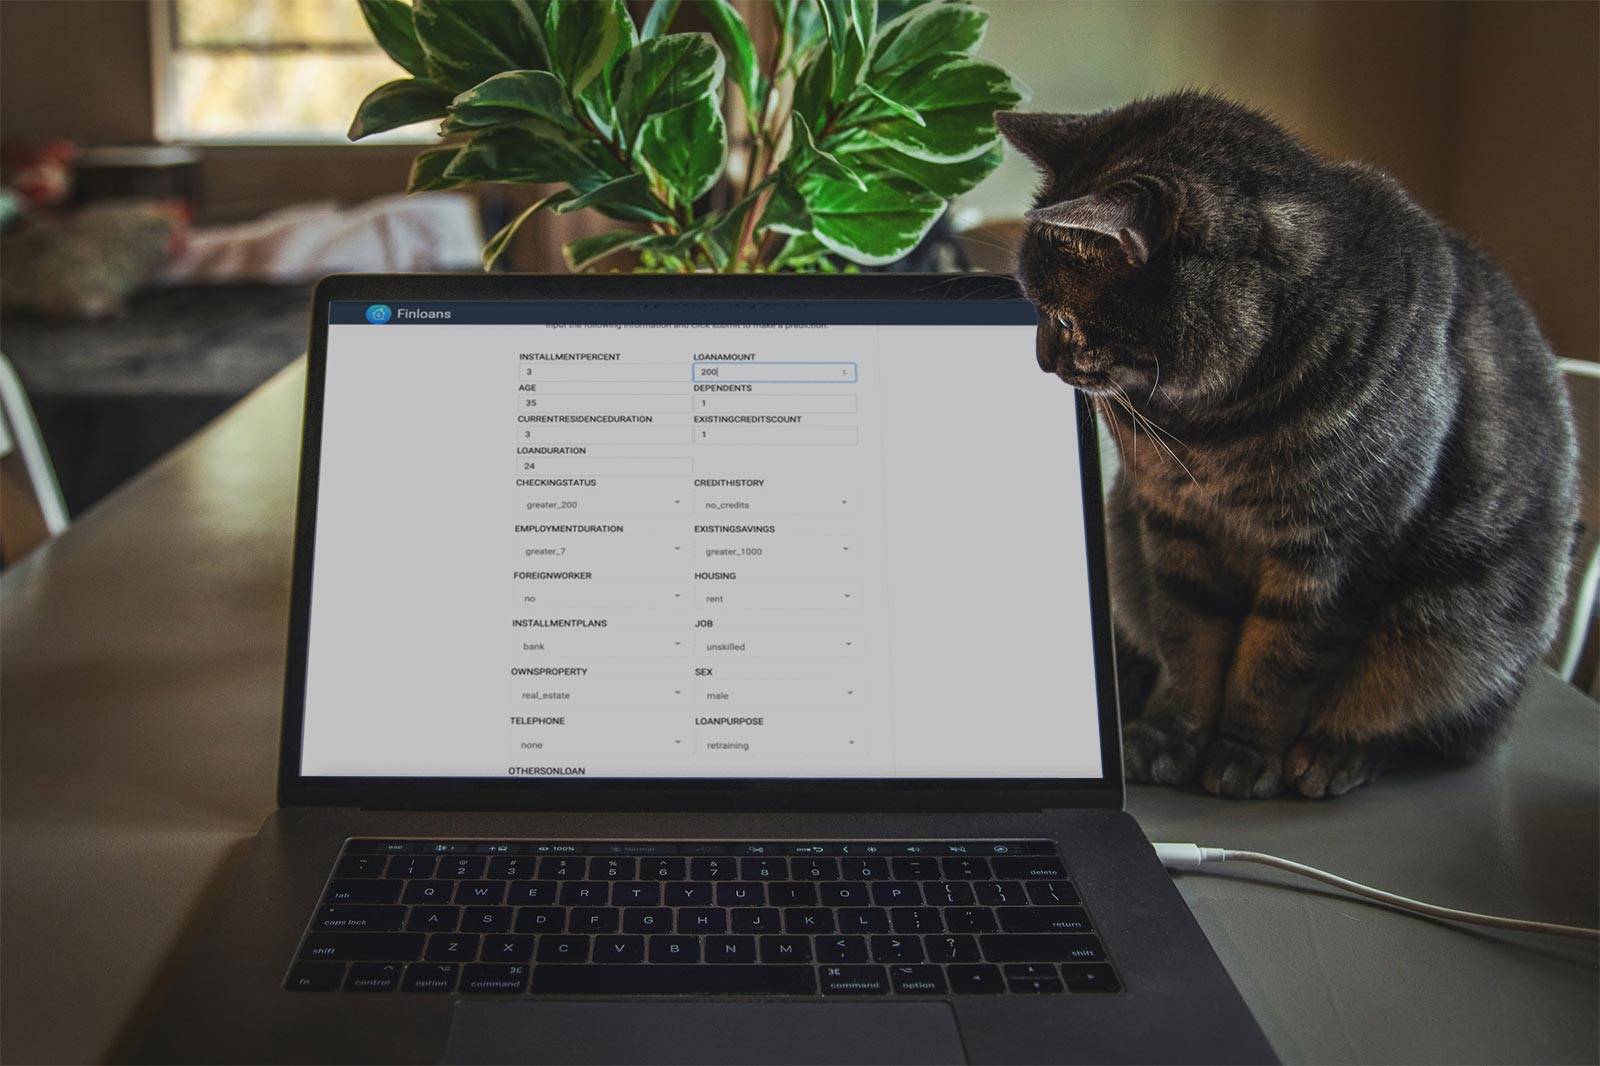 Finloans
Input the following information and click submit to make a prediction.
INSTALLMENTPERCENT LOANAMOUNT
3 200
AGE DEPENDENTS
35 1
CURRENTRESIDENCEDURATION EXISTINGCREDITSCOUNT
3 1
LOANDURATION
24
CHECKINGSTATUS CREDITHISTORY
greater_200 no_credits
EMPLOYMENTDURATION EXISTINGSAVINGS
greater_7 greater_1000
FOREIGNWORKER HOUSING
no rent
INSTALLMENTPLANS JOB
bank unskilled
OWNSPROPERTY SEX
real_estate male
TELEPHONE LOANPURPOSE
none retraining
OTHERSONLOAN
esc 100% Normal
~ ! @ # $ % ^ & * ( ) _ +
1 2 3 4 5 6 7 8 9 0 - = delete
tab Q W E R T Y U I O P { [ } ] | \
caps lock A S D F G H J K L : ; " ' return
shift Z X C V B N M < , > . ? / shift
fn control option ⌘ command ⌘ command option